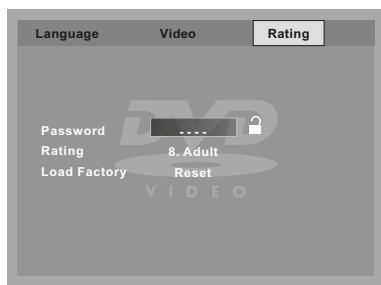 Language Video Rating
DVD
Password - - - -
Rating 8. Adult
Load Factory Reset
VIDEO